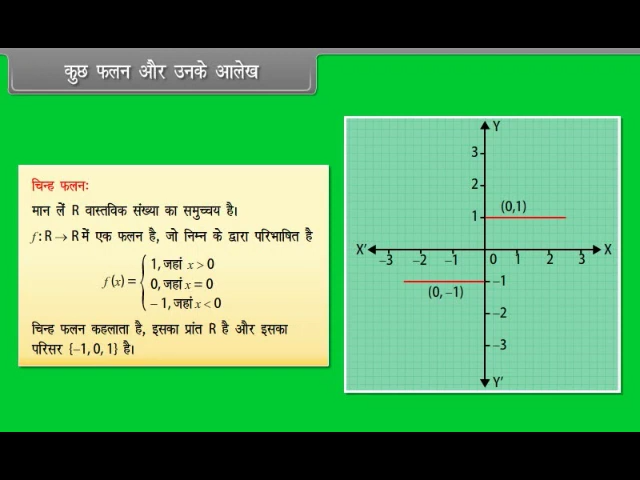 कुछ फलन और उनके आलेख
चिन्ह फलनः
मान लें R वास्तविक संख्या का समुच्चय है।
f : R → R में एक फलन है, जो निम्न के द्वारा परिभाषित है
f (x) = { 1, जहां x > 0
0, जहां x = 0
– 1, जहां x < 0
चिन्ह फलन कहलाता है, इसका प्रांत R है और इसका
परिसर {–1, 0, 1} है।
Y
3
2
1
(0,1)
X' –3 –2 –1 0 1 2 3 X
(0, –1)
–1
–2
–3
Y'